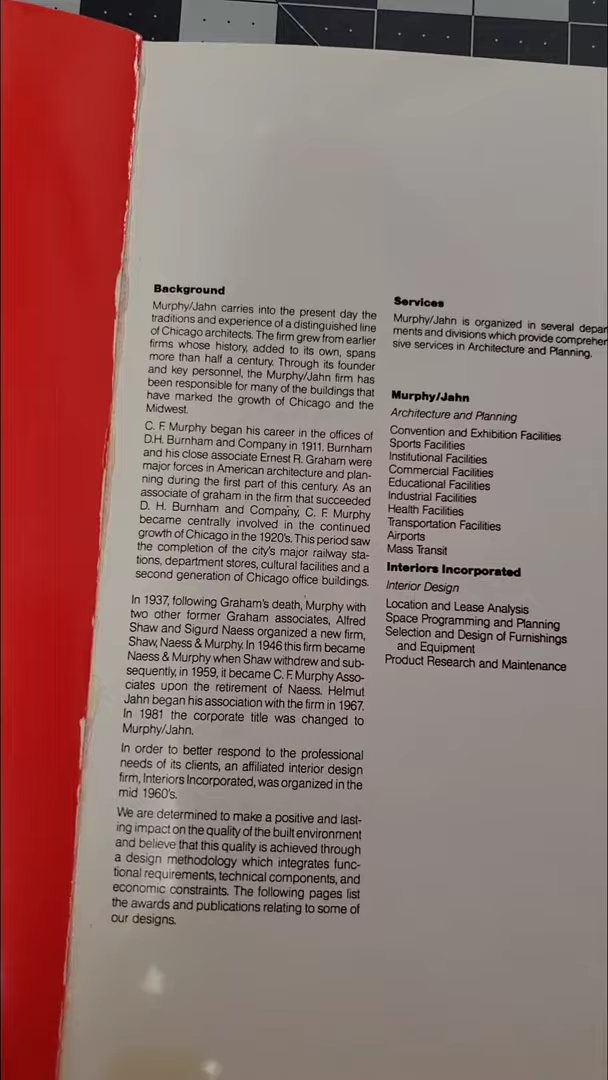 Background
Murphy/Jahn carries into the present day the
traditions and experience of a distinguished line
of Chicago architects. The firm grew from earlier
firms whose history, added to its own, spans
more than half a century. Through its founder
and key personnel, the Murphy/Jahn firm has
been responsible for many of the buildings that
have marked the growth of Chicago and the
Midwest.
C. F. Murphy began his career in the offices of
D.H. Burnham and Company in 1911. Burnham
and his close associate Ernest R. Graham were
major forces in American architecture and plan-
ning during the first part of this century. As an
associate of graham in the firm that succeeded
D. H. Burnham and Company, C. F. Murphy
became centrally involved in the continued
growth of Chicago in the 1920's. This period saw
the completion of the city's major railway sta-
tions, department stores, cultural facilities and a
second generation of Chicago office buildings.
In 1937, following Graham's death, Murphy with
two other former Graham associates, Alfred
Shaw and Sigurd Naess organized a new firm,
Shaw, Naess & Murphy. In 1946 this firm became
Naess & Murphy when Shaw withdrew and sub-
sequently, in 1959, it became C. F. Murphy Asso-
ciates upon the retirement of Naess. Helmut
Jahn began his association with the firm in 1967.
In 1981 the corporate title was changed to
Murphy/Jahn.
In order to better respond to the professional
needs of its clients, an affiliated interior design
firm, Interiors Incorporated, was organized in the
mid 1960's.
We are determined to make a positive and last-
ing impact on the quality of the built environment
and believe that this quality is achieved through
a design methodology which integrates func-
tional requirements, technical components, and
economic constraints. The following pages list
the awards and publications relating to some of
our designs.
Services
Murphy/Jahn is organized in several depar
ments and divisions which provide comprehen
sive services in Architecture and Planning.
Murphy/Jahn
Architecture and Planning
Convention and Exhibition Facilities
Sports Facilities
Institutional Facilities
Commercial Facilities
Educational Facilities
Industrial Facilities
Health Facilities
Transportation Facilities
Airports
Mass Transit
Interiors Incorporated
Interior Design
Location and Lease Analysis
Space Programming and Planning
Selection and Design of Furnishings
and Equipment
Product Research and Maintenance